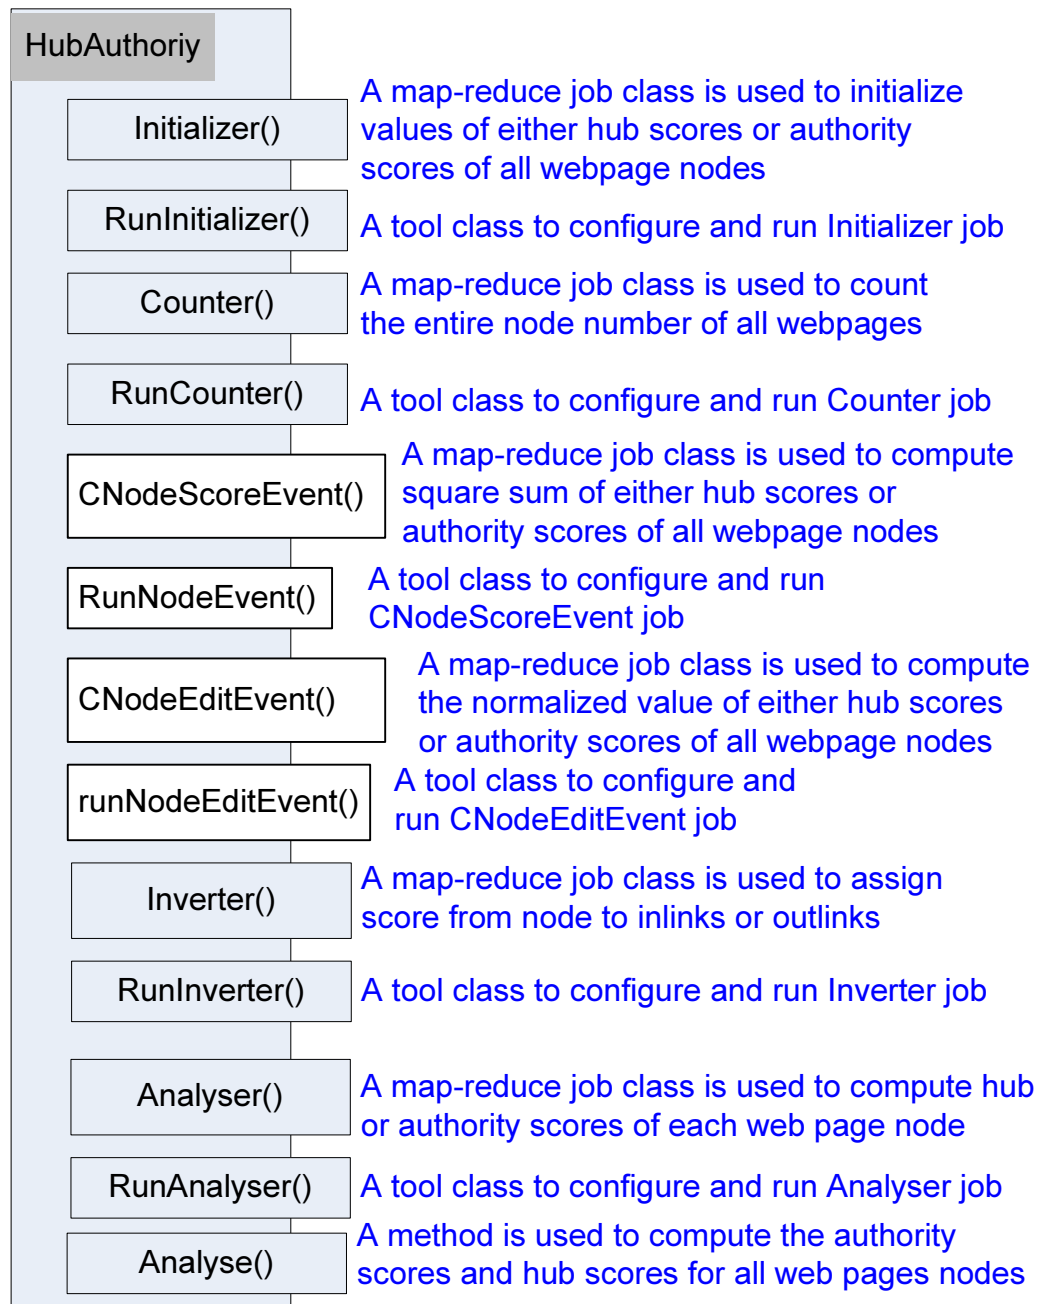 HubAuthoriy
Initializer()
A map-reduce job class is used to initialize
values of either hub scores or authority
scores of all webpage nodes
RunInitializer()
A tool class to configure and run Initializer job
Counter()
A map-reduce job class is used to count
the entire node number of all webpages
RunCounter()
A tool class to configure and run Counter job
CNodeScoreEvent()
A map-reduce job class is used to compute
square sum of either hub scores or
authority scores of all webpage nodes
RunNodeEvent()
A tool class to configure and run
CNodeScoreEvent job
CNodeEditEvent()
A map-reduce job class is used to compute
the normalized value of either hub scores
or authority scores of all webpage nodes
runNodeEditEvent()
A tool class to configure and
run CNodeEditEvent job
Inverter()
A map-reduce job class is used to assign
score from node to inlinks or outlinks
RunInverter()
A tool class to configure and run Inverter job
Analyser()
A map-reduce job class is used to compute hub
or authority scores of each web page node
RunAnalyser()
A tool class to configure and run Analyser job
Analyse()
A method is used to compute the authority
scores and hub scores for all web pages nodes